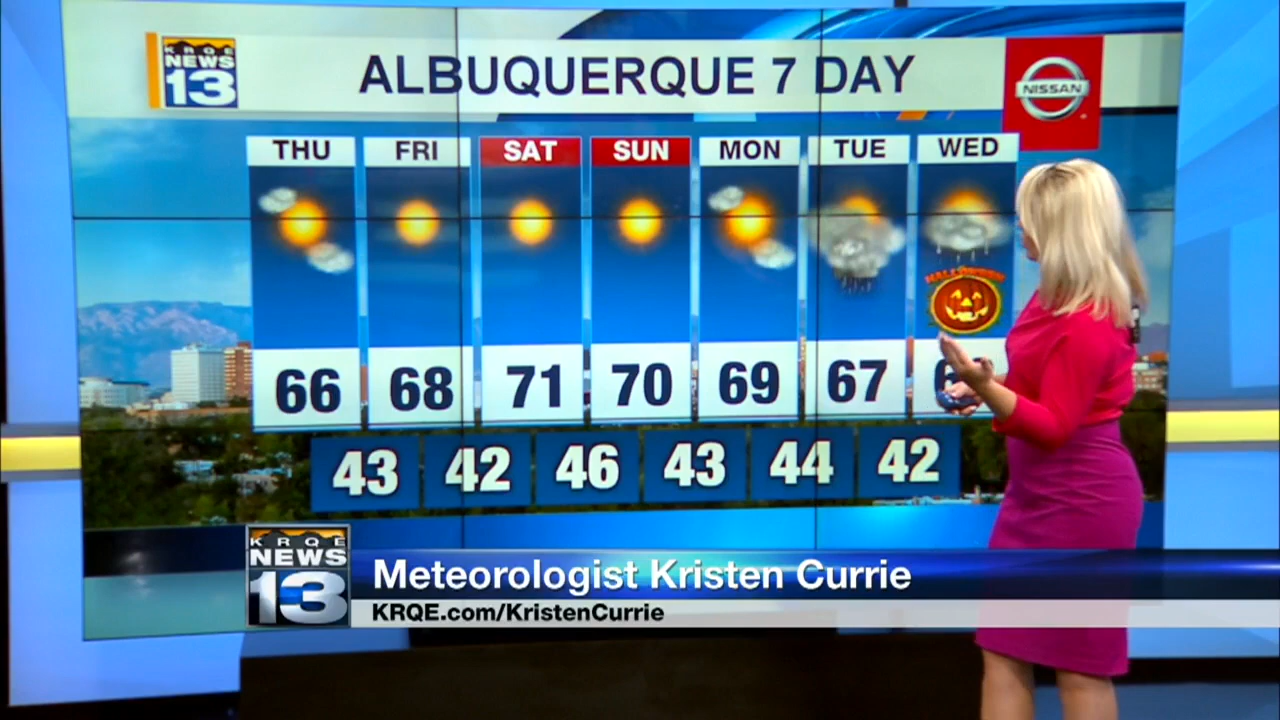 KRQE
NEWS
13
ALBUQUERQUE 7 DAY
NISSAN
THU FRI SAT SUN MON TUE WED
HALLOWEEN
66 68 71 70 69 67
43 42 46 43 44 42
KRQE
NEWS
13
Meteorologist Kristen Currie
KRQE.com/KristenCurrie